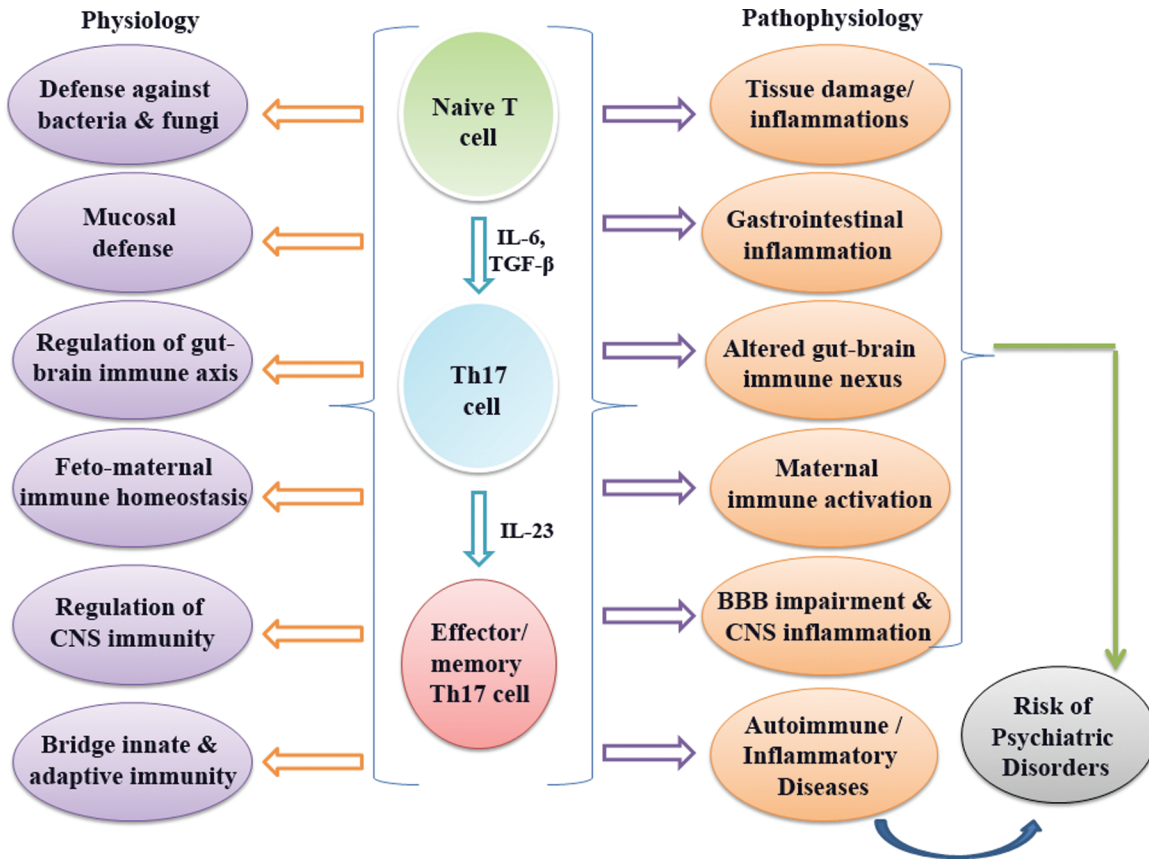 Physiology
Defense against
bacteria & fungi
Mucosal
defense
Regulation of gut-
brain immune axis
Feto-maternal
immune homeostasis
Regulation of
CNS immunity
Bridge innate &
adaptive immunity
Naive T
cell
IL-6,
TGF-β
Th17
cell
IL-23
Effector/
memory
Th17 cell
Pathophysiology
Tissue damage/
inflammations
Gastrointestinal
inflammation
Altered gut-brain
immune nexus
Maternal
immune activation
BBB impairment &
CNS inflammation
Autoimmune /
Inflammatory
Diseases
Risk of
Psychiatric
Disorders